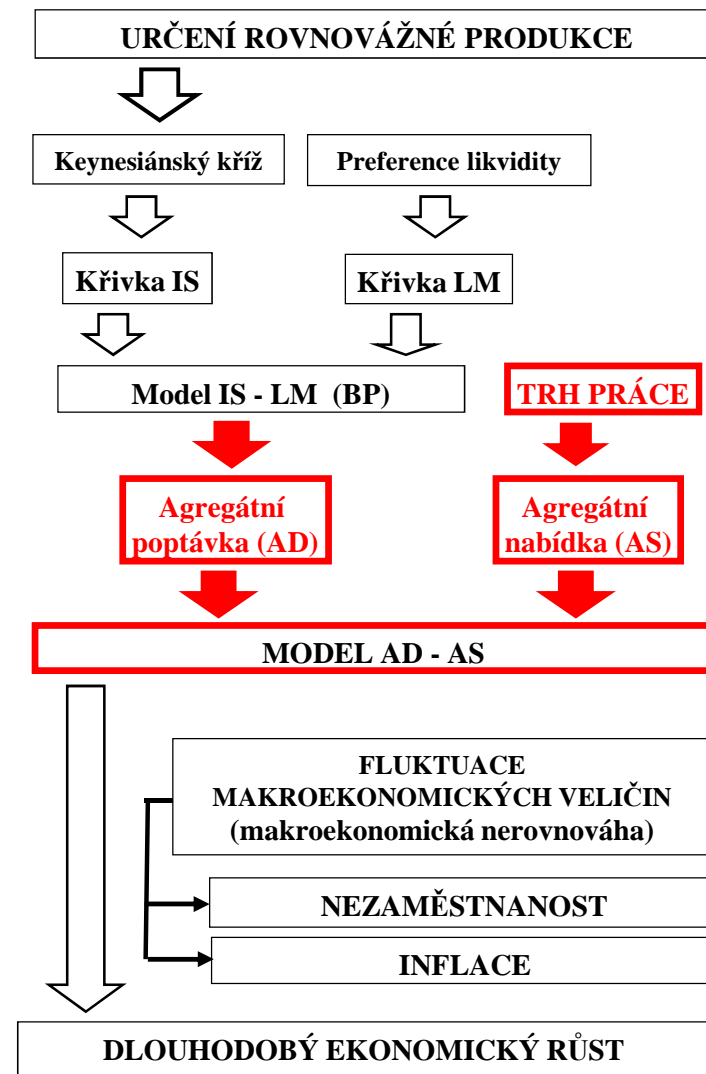 URČENÍ ROVNOVÁŽNÉ PRODUKCE
Keynesiánský kříž
Preference likvidity
Křivka IS
Křivka LM
Model IS - LM (BP)
TRH PRÁCE
Agregátní
poptávka (AD)
Agregátní
nabídka (AS)
MODEL AD - AS
FLUKTUACE
MAKROEKONOMICKÝCH VELIČIN
(makroekonomická nerovnováha)
NEZAMĚSTNANOST
INFLACE
DLOUHODOBÝ EKONOMICKÝ RŮST